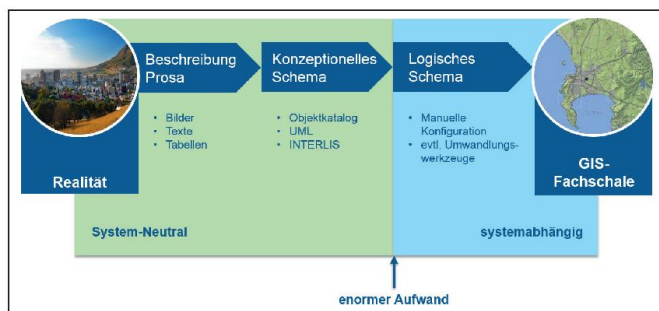 Beschreibung
Prosa
Konzeptionelles
Schema
Logisches
Schema
• Bilder
• Texte
• Tabellen
• Objektkatalog
• UML
• INTERLIS
• Manuelle
Konfiguration
• evtl. Umwandlungs-
werkzeuge
Realität
GIS-
Fachschale
System-Neutral
systemabhängig
enormer Aufwand